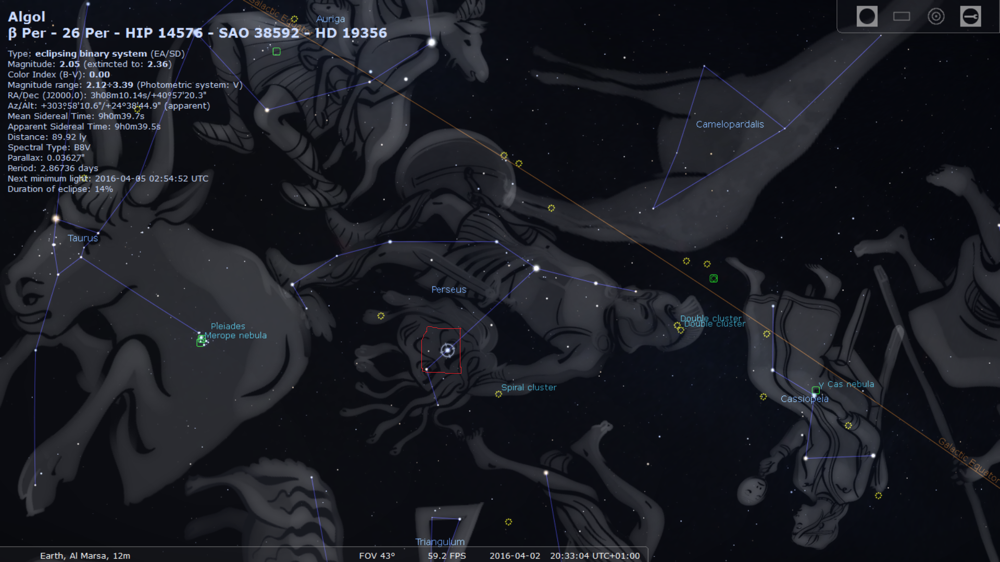 Algol
β Per - 26 Per - HIP 14576 - SAO 38592 - HD 19356
Type: eclipsing binary system (EA/SD)
Magnitude: 2.05 (extincted to: 2.36)
Color Index (B-V): 0.00
Magnitude range: 2.12÷3.39 (Photometric system: V)
RA/Dec (J2000.0): 3h08m10.14s/+40°57'20.3"
Az/Alt: +303°58'10.6"/+24°38'44.9" (apparent)
Mean Sidereal Time: 9h0m39.7s
Apparent Sidereal Time: 9h0m39.5s
Distance: 89.92 ly
Spectral Type: B8V
Parallax: 0.03627"
Period: 2.86736 days
Next minimum light: 2016-04-05 02:54:52 UTC
Duration of eclipse: 14%
Galactic Equator
Auriga
Camelopardalis
Taurus
Perseus
Pleiades
Merope nebula
Double cluster
Double cluster
Spiral cluster
γ Cas nebula
Cassiopeia
Galactic Equator
Triangulum
Earth, Al Marsa, 12m
FOV 43°
59.2 FPS
2016-04-02
20:33:04 UTC+01:00